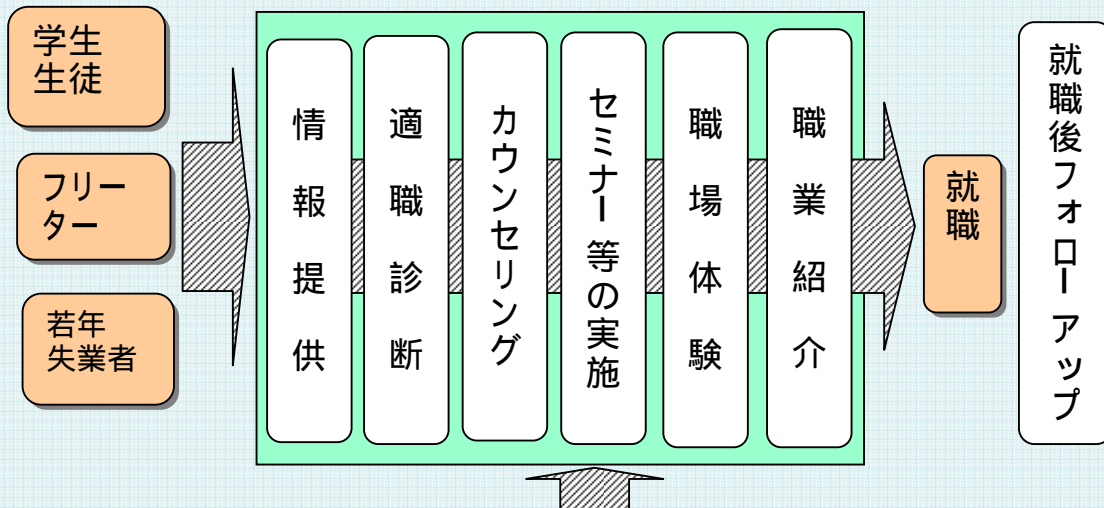 学生
生徒
フリー
ター
若年
失業者
情報提供
適職診断
カウンセリング
セミナー等の実施
職場体験
職業紹介
就職
就職後フォローアップ